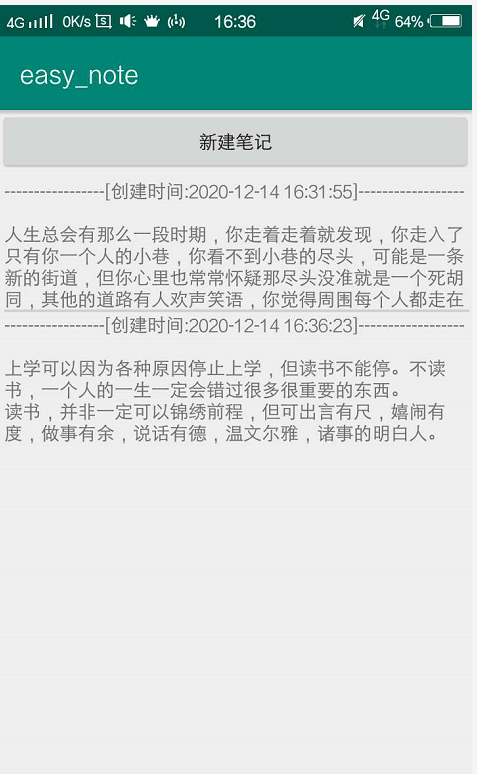 4G 0K/s 16:36 4G 64%
easy_note
新建笔记
-----------------[创建时间:2020-12-14 16:31:55]------------------
人生总会有那么一段时期，你走着走着就发现，你走入了
只有你一个人的小巷，你看不到小巷的尽头，可能是一条
新的街道，但你心里也常常怀疑那尽头没准就是一个死胡
同，其他的道路有人欢声笑语，你觉得周围每个人都走在
-----------------[创建时间:2020-12-14 16:36:23]------------------
上学可以因为各种原因停止上学，但读书不能停。不读
书，一个人的一生一定会错过很多很重要的东西。
读书，并非一定可以锦绣前程，但可出言有尺，嬉闹有
度，做事有余，说话有德，温文尔雅，诸事的明白人。